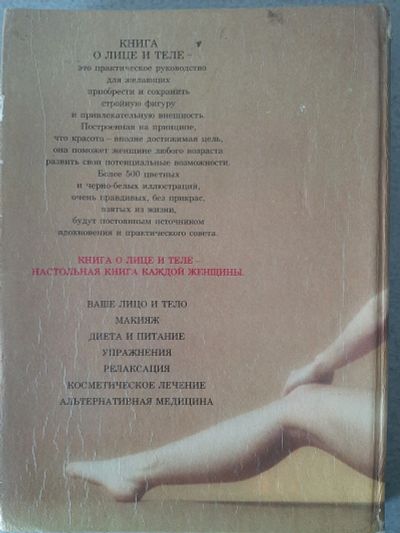 КНИГА
О ЛИЦЕ И ТЕЛЕ –
это практическое руководство
для желающих
приобрести и сохранить
стройную фигуру
и привлекательную внешность.
Построенная на принципе,
что красота – вполне достижимая цель,
она поможет женщине любого возраста
развить свои потенциальные возможности.
Более 500 цветных
и черно-белых иллюстраций,
очень правдивых, без прикрас,
взятых из жизни,
будут постоянным источником
вдохновения и практического совета.
КНИГА О ЛИЦЕ И ТЕЛЕ –
НАСТОЛЬНАЯ КНИГА КАЖДОЙ ЖЕНЩИНЫ.
ВАШЕ ЛИЦО И ТЕЛО
МАКИЯЖ
ДИЕТА И ПИТАНИЕ
УПРАЖНЕНИЯ
РЕЛАКСАЦИЯ
КОСМЕТИЧЕСКОЕ ЛЕЧЕНИЕ
АЛЬТЕРНАТИВНАЯ МЕДИЦИНА